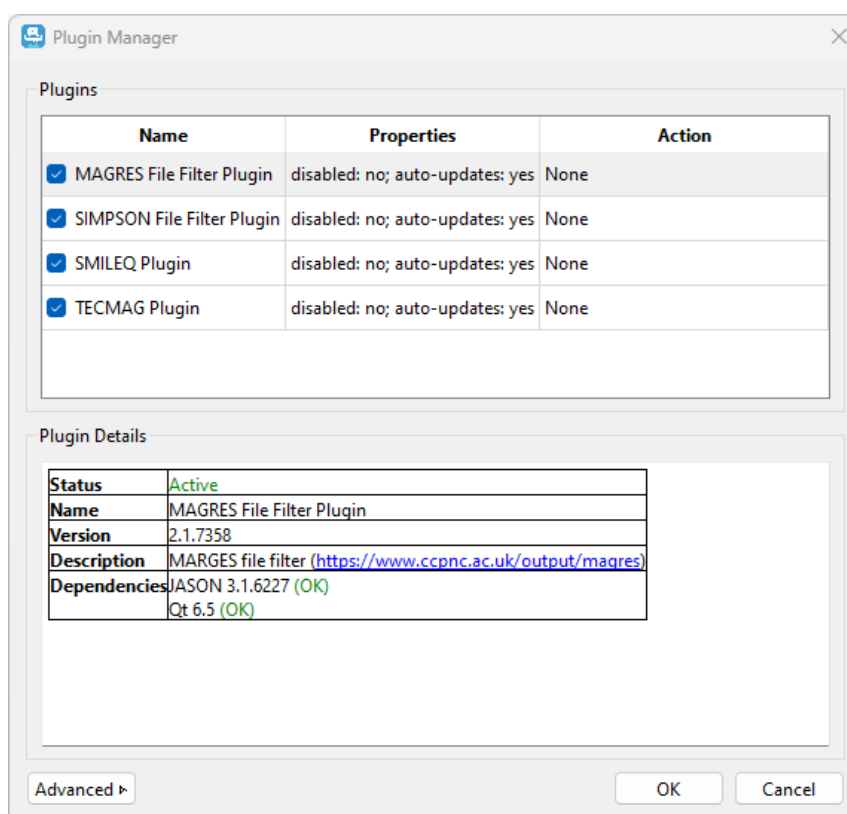 Plugin Manager
Plugins
Name Properties Action
MAGRES File Filter Plugin disabled: no; auto-updates: yes None
SIMPSON File Filter Plugin disabled: no; auto-updates: yes None
SMILEQ Plugin disabled: no; auto-updates: yes None
TECMAG Plugin disabled: no; auto-updates: yes None
Plugin Details
Status Active
Name MAGRES File Filter Plugin
Version 2.1.7358
Description MARGES file filter (https://www.ccpnc.ac.uk/output/magres)
Dependencies JASON 3.1.6227 (OK)
Qt 6.5 (OK)
Advanced OK Cancel